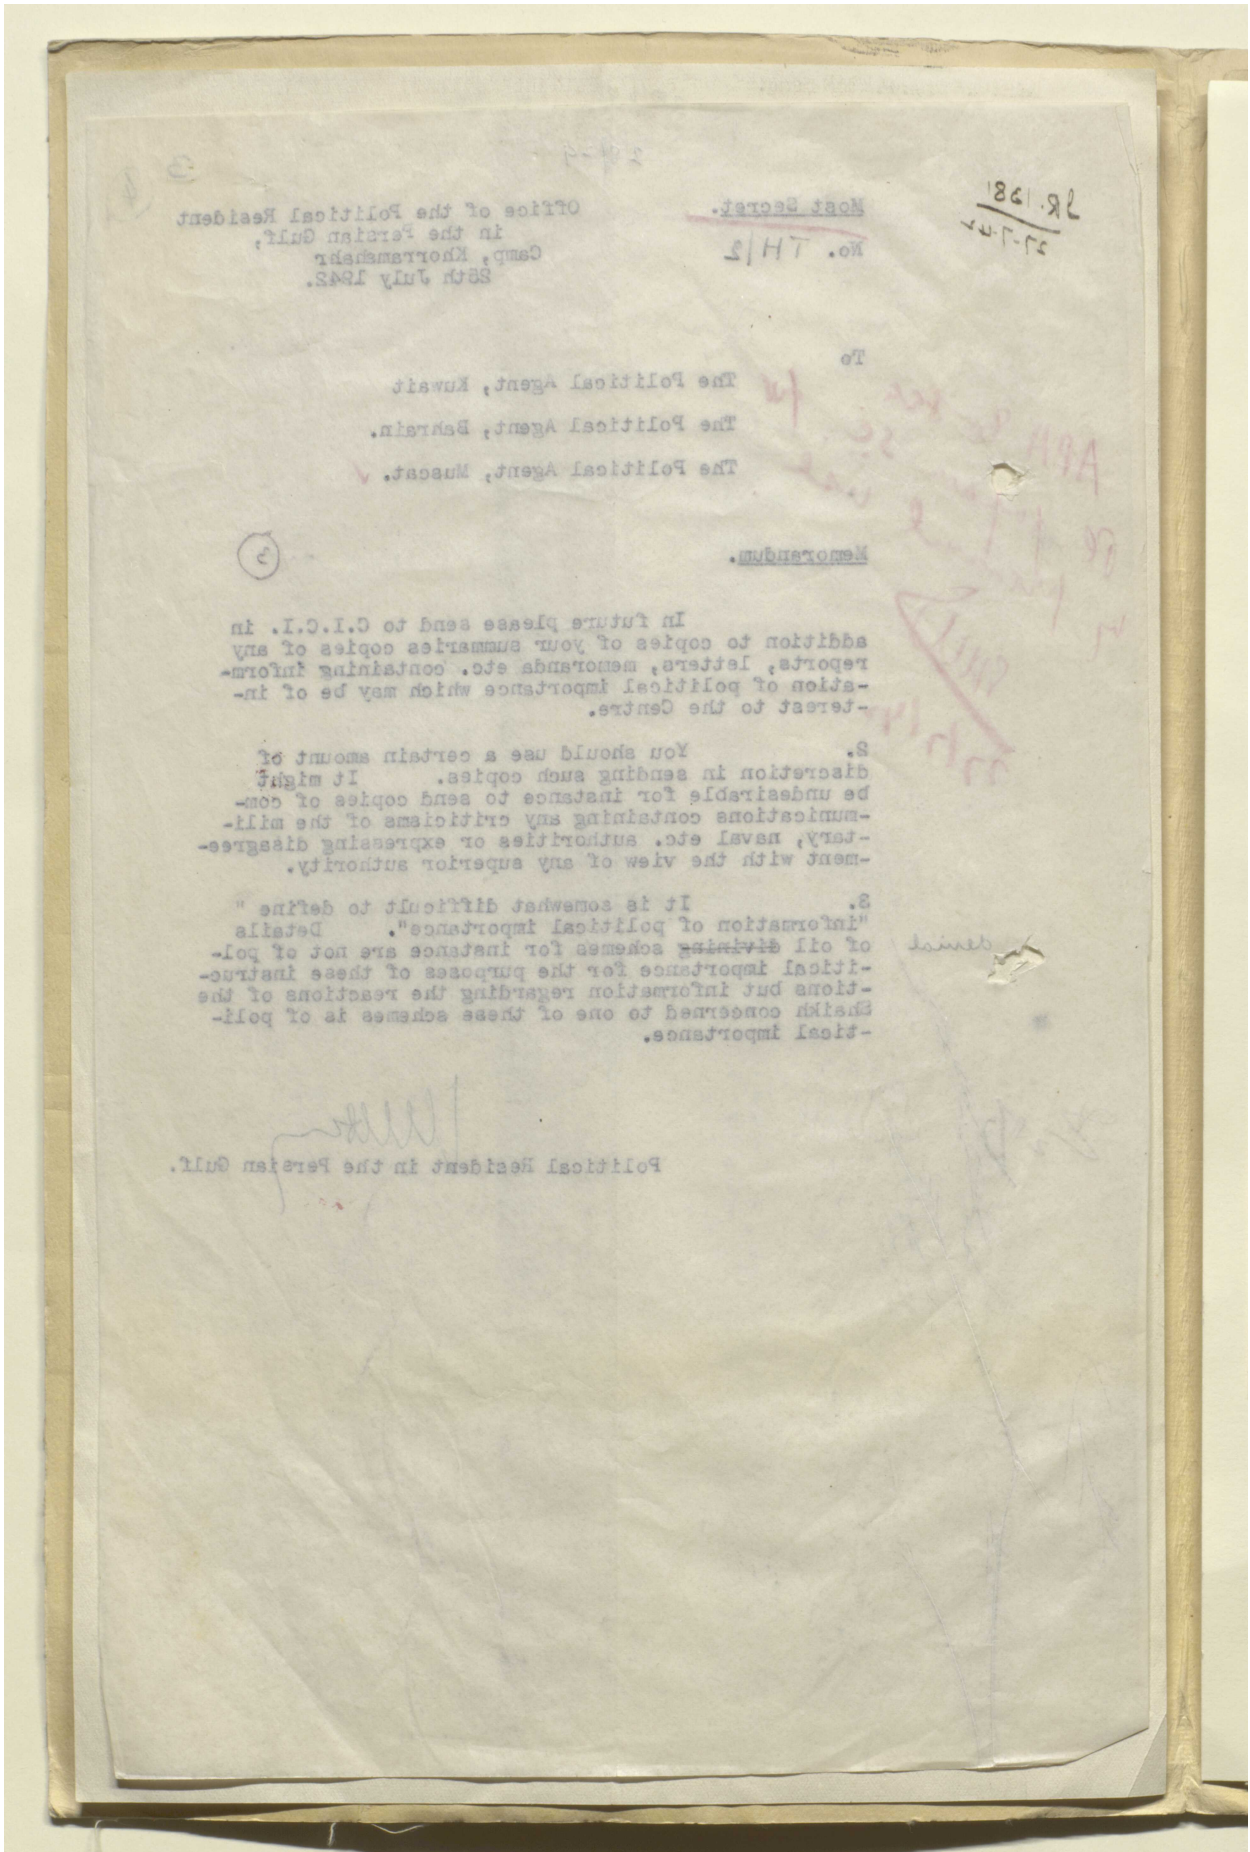 Most Secret.
No. TH/2
Office of the Political Resident
in the Persian Gulf,
Camp, Khorramshahr
25th July 1942.
To
The Political Agent, Kuwait
The Political Agent, Bahrain.
The Political Agent, Muscat.
Memorandum.
3
In future please send to C.I.C.I. in
addition to copies of your summaries copies of any
reports, letters, memoranda etc. containing inform-
-ation of political importance which may be of in-
-terest to the Centre.
2. You should use a certain amount of
discretion in sending such copies. It might
be undesirable for instance to send copies of com-
-munications containing any criticisms of the mili-
-tary, naval etc. authorities or expressing disagree-
-ment with the view of any superior authority.
3. It is somewhat difficult to define "
"information of political importance". Details
denial
of oil divining schemes for instance are not of pol-
-itical importance for the purposes of these instruc-
-tions but information regarding the reactions of the
Shaikh concerned to one of these schemes is of poli-
-tical importance.
Political Resident in the Persian Gulf.